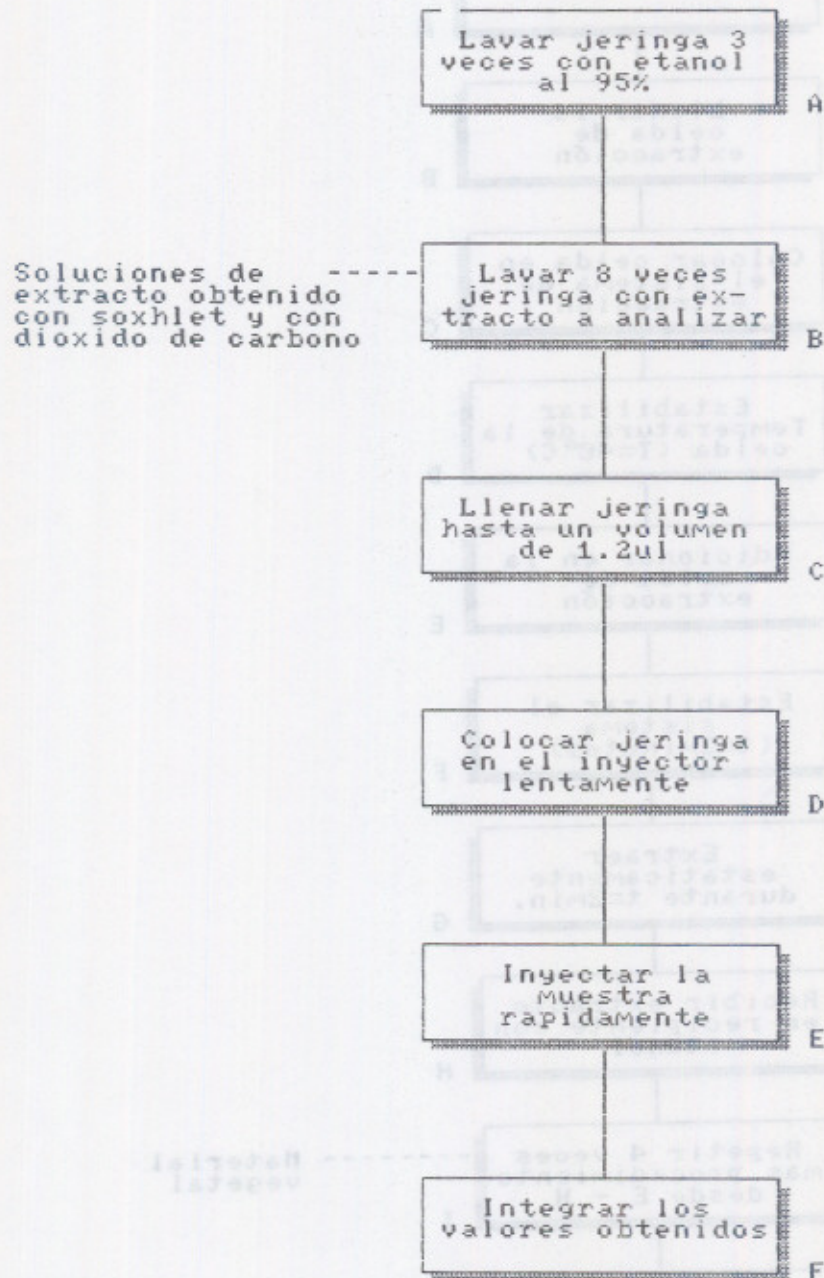 Lavar jeringa 3
veces con etanol
al 95%
A
Soluciones de
extracto obtenido
con soxhlet y con
dioxido de carbono
Lavar 8 veces
jeringa con ex-
tracto a analizar
B
Llenar jeringa
hasta un volumen
de 1.2ul
C
Colocar jeringa
en el inyector
lentamente
D
Inyectar la
muestra
rapidamente
E
Integrar los
valores obtenidos
F